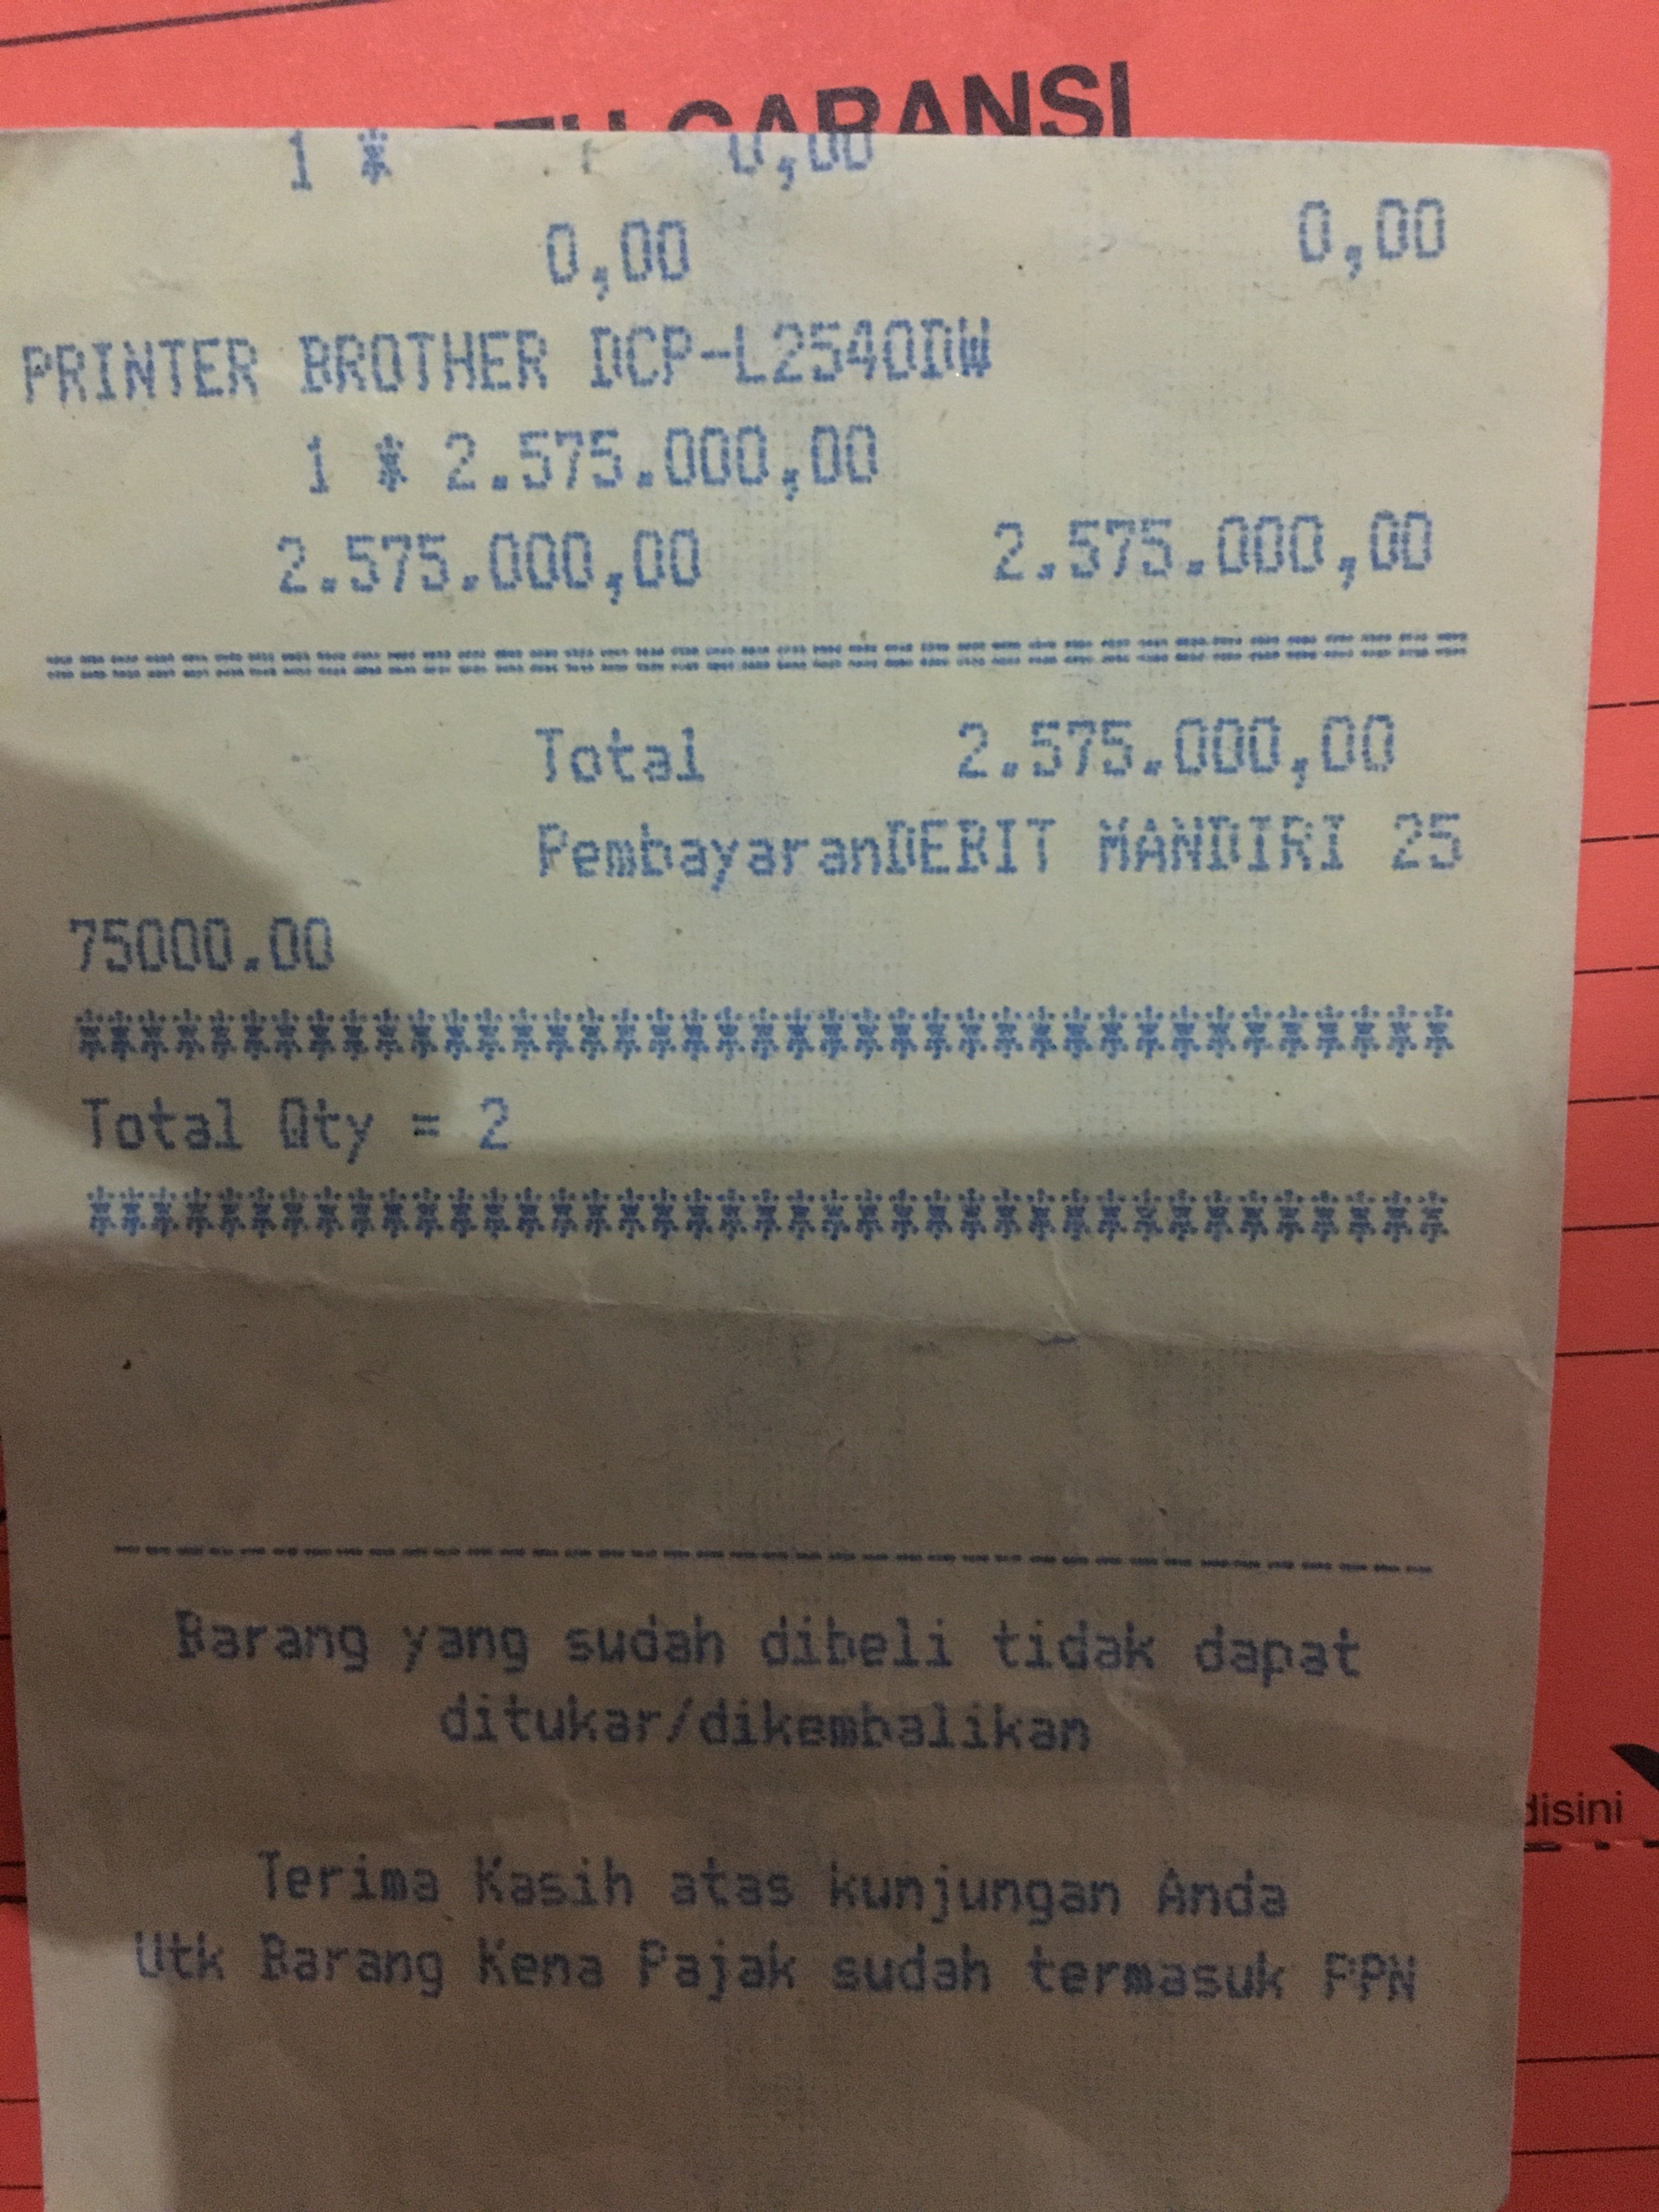 GARANSI
1 * 0,00
0,00 0,00
PRINTER BROTHER DCP-L2540DW
1 * 2.575.000,00
2.575.000,00 2.575.000,00
Total 2.575.000,00
PembayaranDEBIT MANDIRI 25
75000.00
****************************************
Total Qty = 2
****************************************
Barang yang sudah dibeli tidak dapat
ditukar/dikembalikan
disini
Terima Kasih atas kunjungan Anda
Utk Barang Kena Pajak sudah termasuk PPN